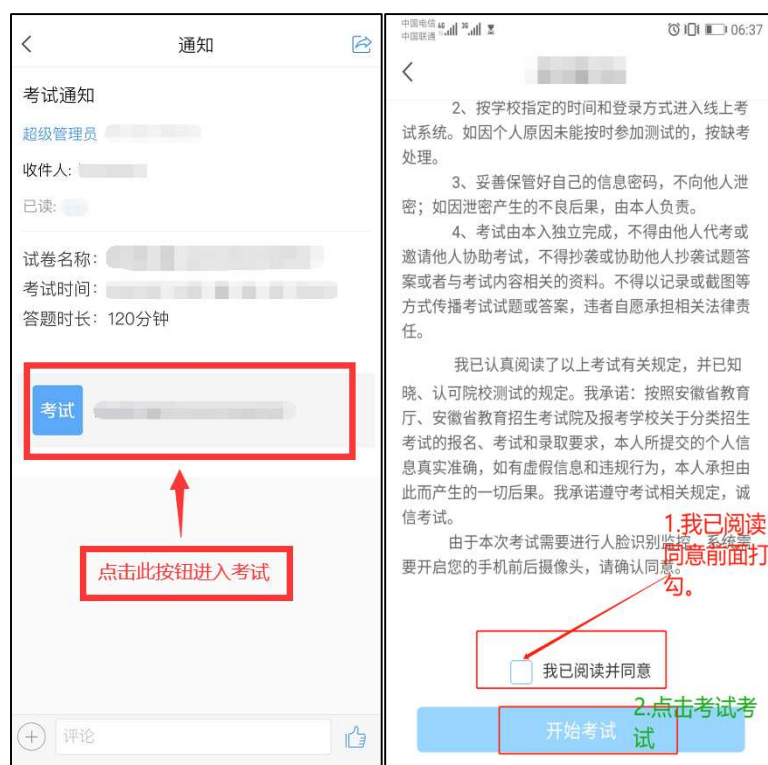 通知
考试通知
超级管理员
收件人:
已读:
试卷名称:
考试时间:
答题时长: 120分钟
考试
点击此按钮进入考试
评论
中国电信
中国联通
06:37
2、按学校指定的时间和登录方式进入线上考
试系统。如因个人原因未能按时参加测试的，按缺考
处理。
3、妥善保管好自己的信息密码，不向他人泄
密；如因泄密产生的不良后果，由本人负责。
4、考试由本人独立完成，不得由他人代考或
邀请他人协助考试，不得抄袭或协助他人抄袭试题答
案或者与考试内容相关的资料。不得以记录或截图等
方式传播考试试题或答案，违者自愿承担相关法律责
任。
我已认真阅读了以上考试有关规定，并已知
晓、认可院校测试的规定。我承诺：按照安徽省教育
厅、安徽省教育招生考试院及报考学校关于分类招生
考试的报名、考试和录取要求，本人所提交的个人信
息真实准确，如有虚假信息和违规行为，本人承担由
此而产生的一切后果。我承诺遵守考试相关规定，诚
信考试。
由于本次考试需要进行人脸识别监控，系统需
要开启您的手机前后摄像头，请确认同意。
1.我已阅读
同意前面打
勾。
我已阅读并同意
开始考试
2.点击考试考
试